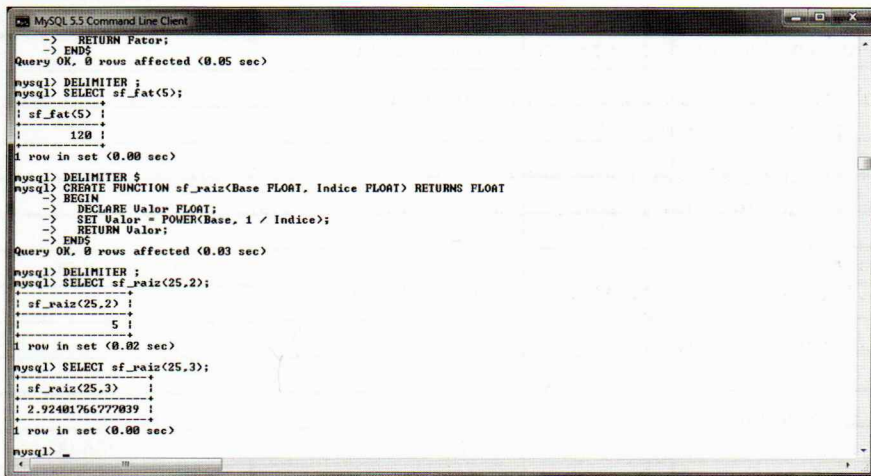 MySQL 5.5 Command Line Client
    ->   RETURN Fator;
    -> END$
Query OK, 0 rows affected (0.05 sec)
mysql> DELIMITER ;
mysql> SELECT sf_fat(5);
+-----------+
| sf_fat(5) |
+-----------+
|       120 |
+-----------+
1 row in set (0.00 sec)
mysql> DELIMITER $
mysql> CREATE FUNCTION sf_raiz(Base FLOAT, Indice FLOAT) RETURNS FLOAT
    -> BEGIN
    ->   DECLARE Valor FLOAT;
    ->   SET Valor = POWER(Base, 1 / Indice);
    ->   RETURN Valor;
    -> END$
Query OK, 0 rows affected (0.03 sec)
mysql> DELIMITER ;
mysql> SELECT sf_raiz(25,2);
+---------------+
| sf_raiz(25,2) |
+---------------+
|             5 |
+---------------+
1 row in set (0.02 sec)
mysql> SELECT sf_raiz(25,3);
+------------------+
| sf_raiz(25,3)    |
+------------------+
| 2.92401766777039 |
+------------------+
1 row in set (0.00 sec)
mysql> _